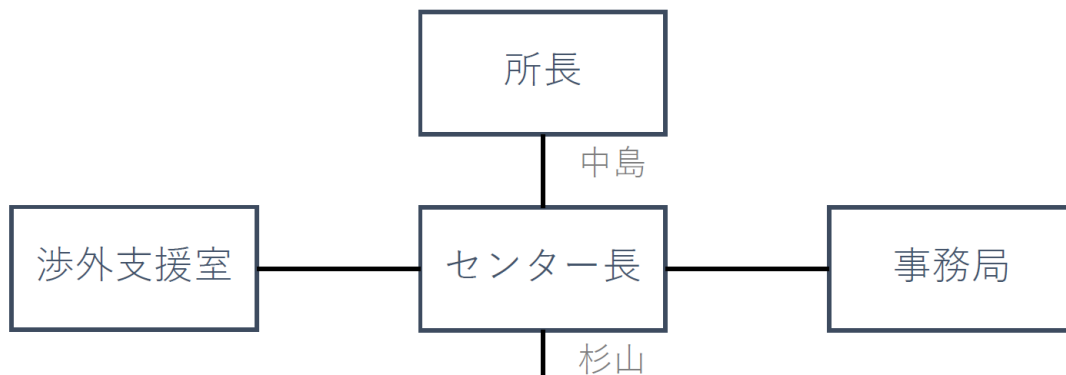 所長
中島
渉外支援室
センター長
事務局
杉山